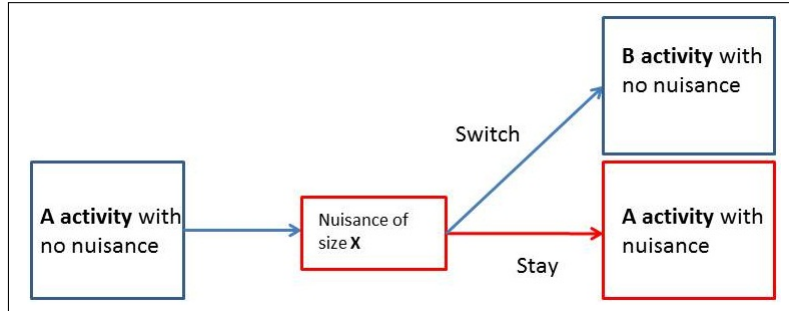 B activity with
no nuisance
Switch
A activity with
no nuisance
Nuisance of
size X
A activity with
nuisance
Stay